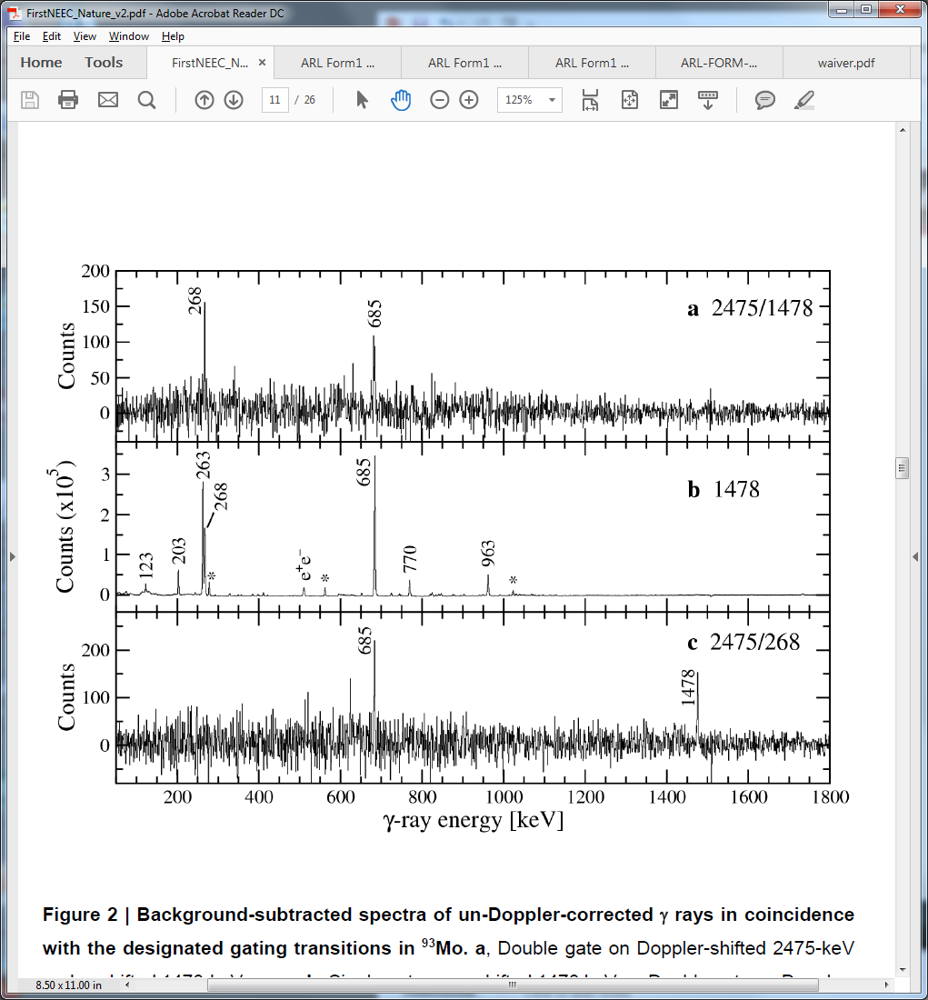 FirstNEEC_Nature_v2.pdf - Adobe Acrobat Reader DC
File Edit View Window Help
Home Tools FirstNEEC_N... × ARL Form1 ... ARL Form1 ... ARL Form1 ... ARL-FORM-... waiver.pdf
11 / 26 125%
200
150
100
50
0
Counts
268
685
a 2475/1478
3
2
1
0
Counts (x10⁵)
123
203
263
268
*
e⁺e⁻
*
685
770
963
*
b 1478
200
100
0
Counts
685
1478
c 2475/268
200 400 600 800 1000 1200 1400 1600 1800
γ-ray energy [keV]
Figure 2 | Background-subtracted spectra of un-Doppler-corrected γ rays in coincidence
with the designated gating transitions in ⁹³Mo. a, Double gate on Doppler-shifted 2475-keV
8.50 x 11.00 in